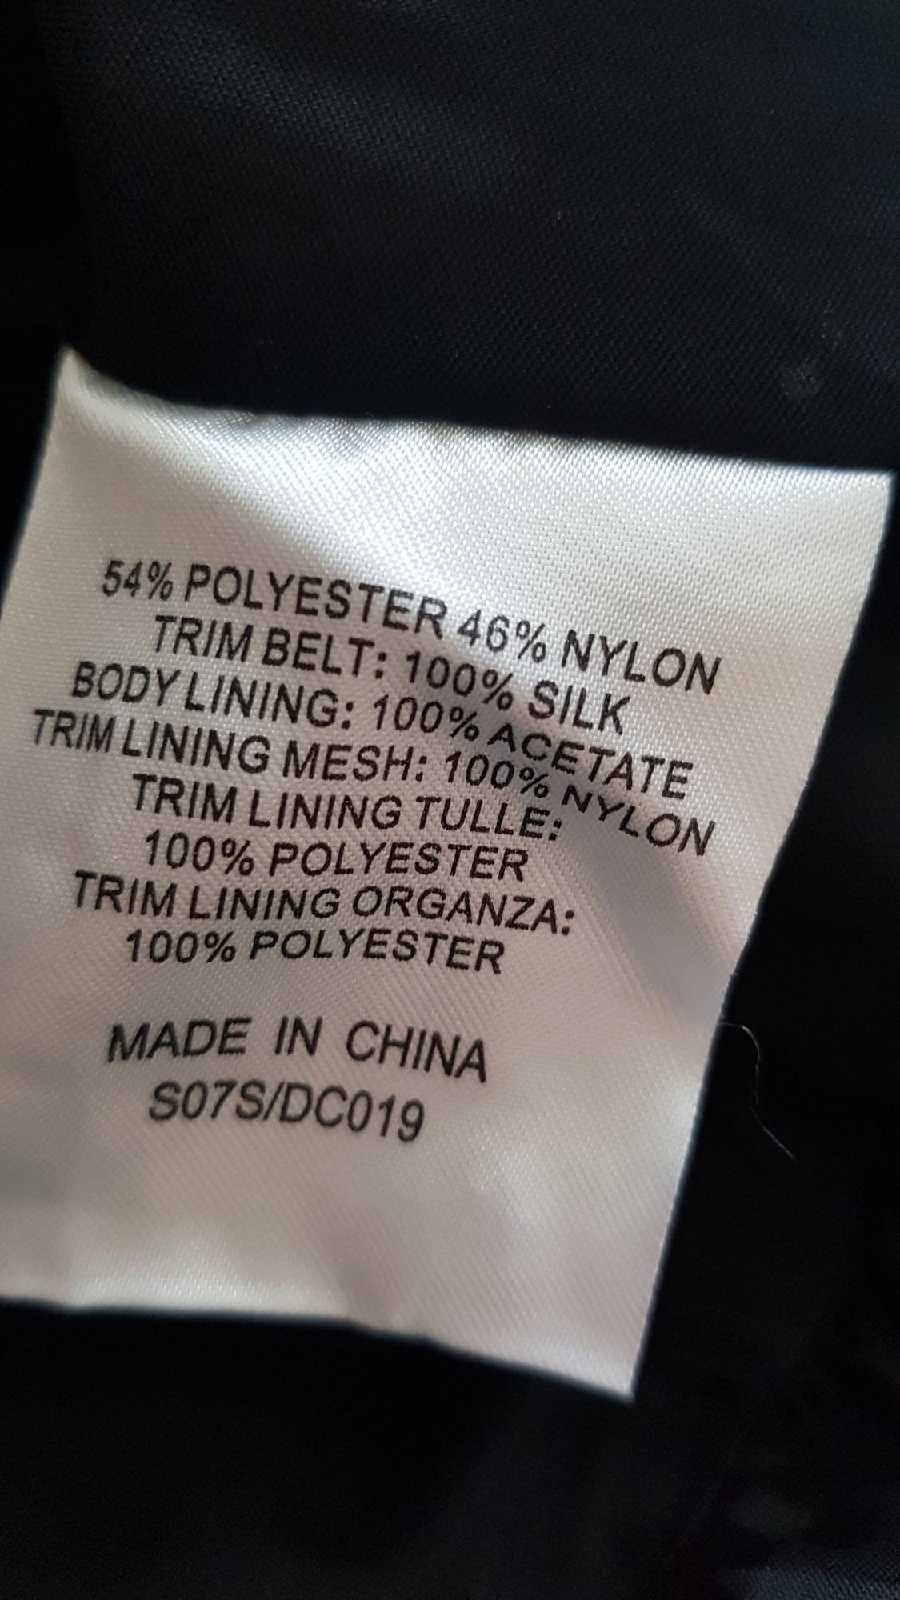 54% POLYESTER 46% NYLON
TRIM BELT: 100% SILK
BODY LINING: 100% ACETATE
TRIM LINING MESH: 100% NYLON
TRIM LINING TULLE:
100% POLYESTER
TRIM LINING ORGANZA:
100% POLYESTER
MADE IN CHINA
S07S/DC019